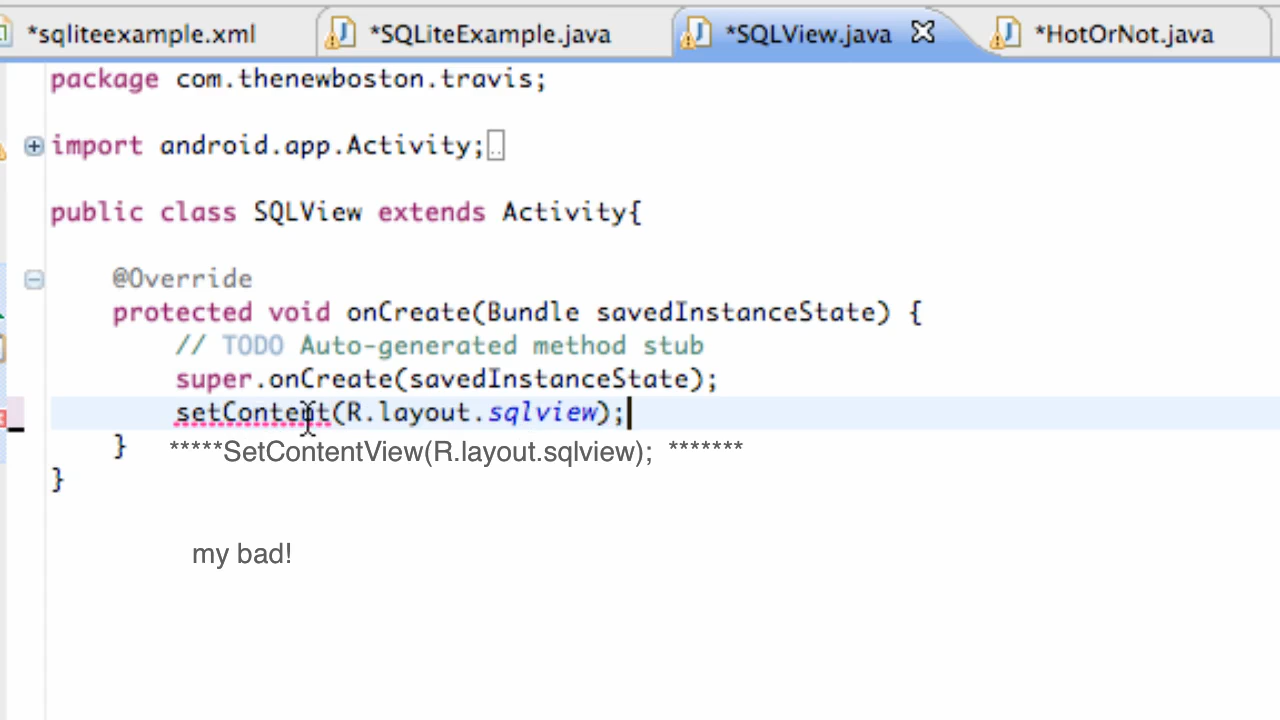 *sqliteexample.xml *SQLiteExample.java *SQLView.java *HotOrNot.java
package com.thenewboston.travis;
import android.app.Activity;
public class SQLView extends Activity{
@Override
protected void onCreate(Bundle savedInstanceState) {
// TODO Auto-generated method stub
super.onCreate(savedInstanceState);
setContent(R.layout.sqlview);
}
*****SetContentView(R.layout.sqlview); *******
}
my bad!